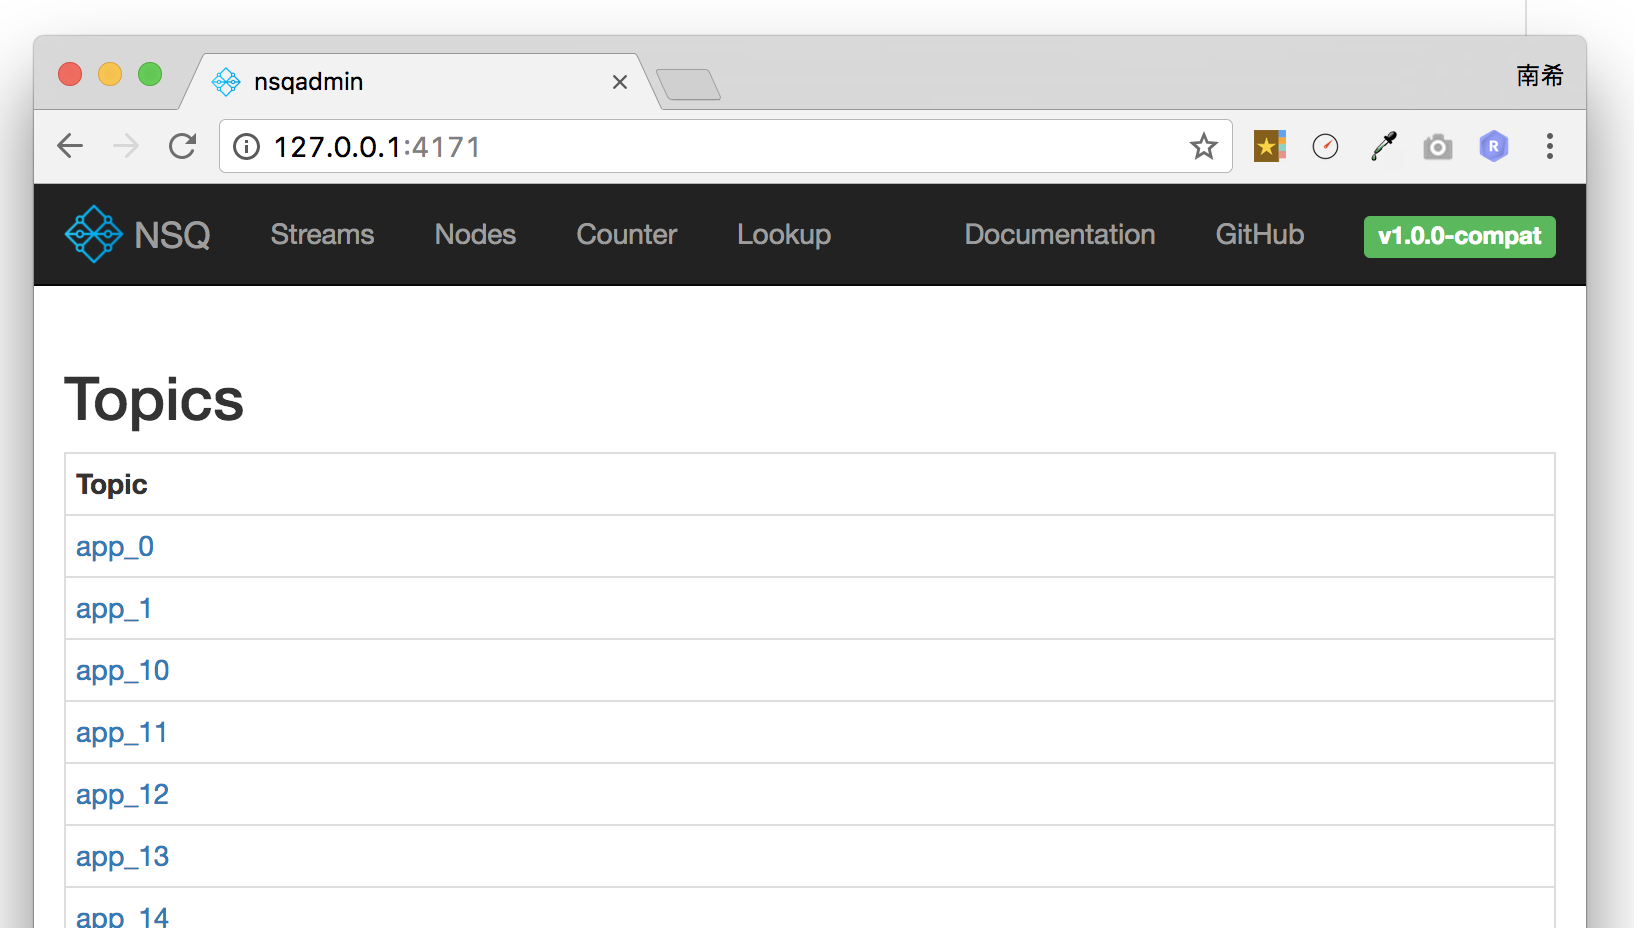 nsqadmin
南希
127.0.0.1:4171
R
NSQ Streams Nodes Counter Lookup Documentation GitHub v1.0.0-compat
Topics
Topic
app_0
app_1
app_10
app_11
app_12
app_13
app_14